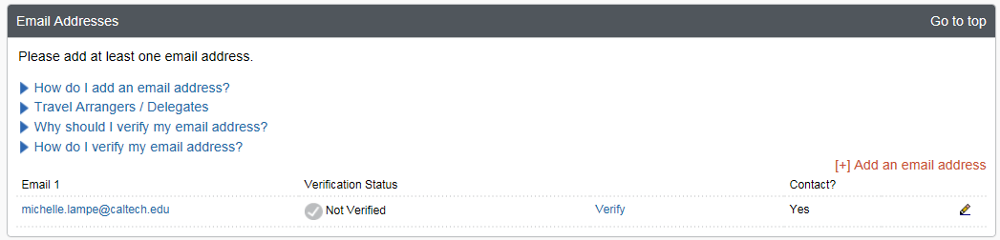 Email Addresses Go to top
Please add at least one email address.
How do I add an email address?
Travel Arrangers / Delegates
Why should I verify my email address?
How do I verify my email address?
[+] Add an email address
Email 1 Verification Status Contact?
michelle.lampe@caltech.edu Not Verified Verify Yes